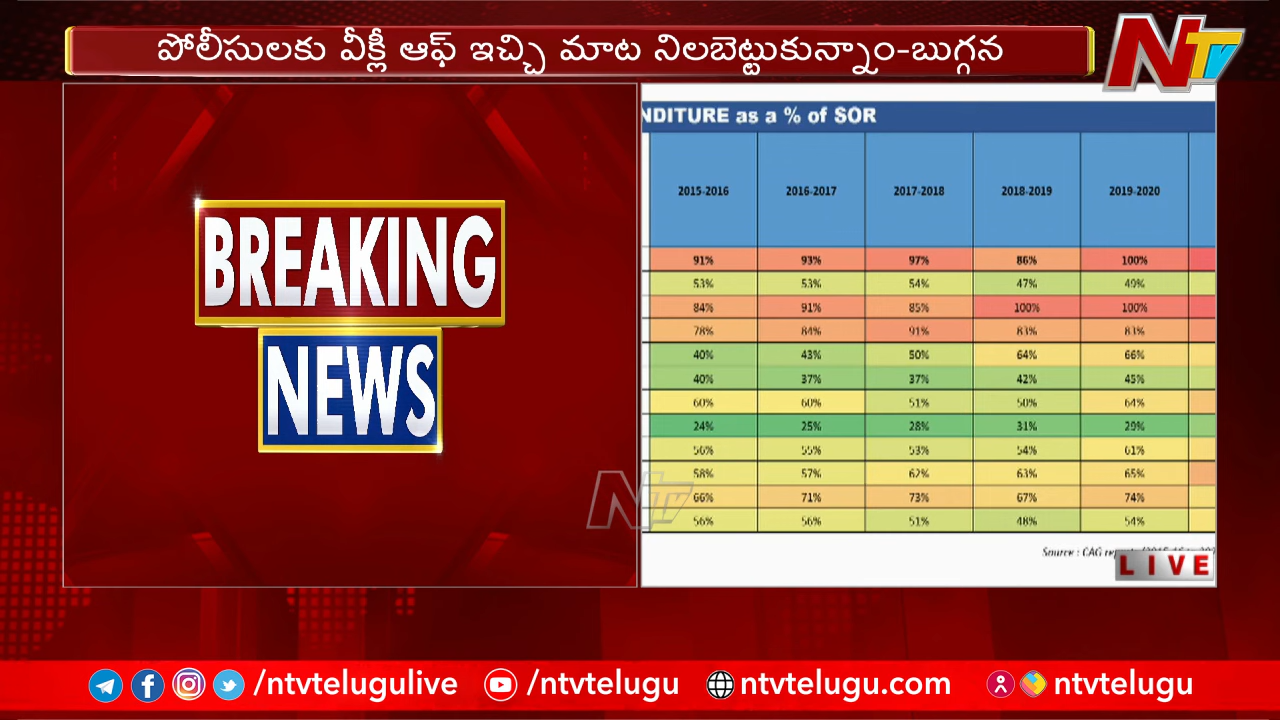 పోలీసులకు వీక్లీ ఆఫ్ ఇచ్చి మాట నిలబెట్టుకున్నాం-బుగ్గన
NTV
BREAKING
NEWS
NDITURE as a % of SOR
2015-2016 2016-2017 2017-2018 2018-2019 2019-2020
91% 93% 97% 86% 100%
53% 53% 54% 47% 49%
84% 91% 85% 100% 100%
78% 84% 91% 83% 83%
40% 43% 50% 64% 66%
40% 37% 37% 42% 45%
60% 60% 51% 50% 64%
24% 25% 28% 31% 29%
56% 55% 53% 54% 61%
58% 57% 62% 63% 65%
66% 71% 73% 67% 74%
56% 56% 51% 48% 54%
NTV
Source : CAG
LIVE
/ntvtelugulive /ntvtelugu ntvtelugu.com ntvtelugu